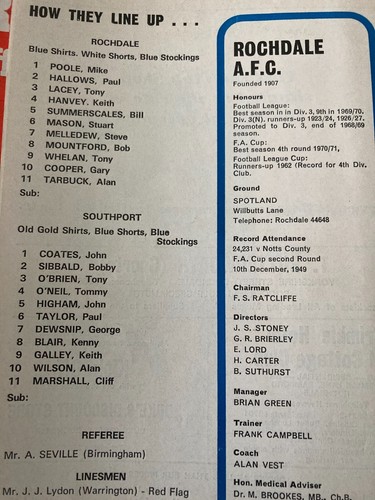 HOW THEY LINE UP . . .
ROCHDALE
Blue Shirts. White Shorts, Blue Stockings
1 POOLE, Mike
2 HALLOWS, Paul
3 LACEY, Tony
4 HANVEY. Keith
5 SUMMERSCALES, Bill
6 MASON, Stuart
7 MELLEDEW, Steve
8 MOUNTFORD, Bob
9 WHELAN, Tony
10 COOPER, Gary
11 TARBUCK, Alan
Sub:
SOUTHPORT
Old Gold Shirts, Blue Shorts, Blue
Stockings
1 COATES, John
2 SIBBALD, Bobby
3 O'BRIEN, Tony
4 O'NEIL, Tommy
5 HIGHAM, John
6 TAYLOR, Paul
7 DEWSNIP, George
8 BLAIR, Kenny
9 GALLEY, Keith
10 WILSON, Alan
11 MARSHALL, Cliff
Sub:
REFEREE
Mr. A. SEVILLE (Birmingham)
LINESMEN
Mr. J. J. Lydon (Warrington) - Red Flag
ROCHDALE
A.F.C.
Founded 1907
Honours
Football League:
Best season in in Div. 3, 9th in 1969/70.
Div. 3(N). runners-up 1923/24, 1926/27,
Promoted to Div. 3, end of 1968/69
season.
F.A. Cup:
Best season 4th round 1970/71,
Football League Cup:
Runners-up 1962 (Record for 4th Div.
Club.
Ground
SPOTLAND
Willbutts Lane
Telephone: Rochdale 44648
Record Attendance
24,231 v Notts County
F.A. Cup second Round
10th December, 1949
Chairman
F. S. RATCLIFFE
Directors
J. S. STONEY
G. R. BRIERLEY
E. LORD
H. CARTER
B. SUTHURST
Manager
BRIAN GREEN
Trainer
FRANK CAMPBELL
Coach
ALAN VEST
Hon. Medical Adviser
Dr. M. BROOKES, MB., Ch.B.